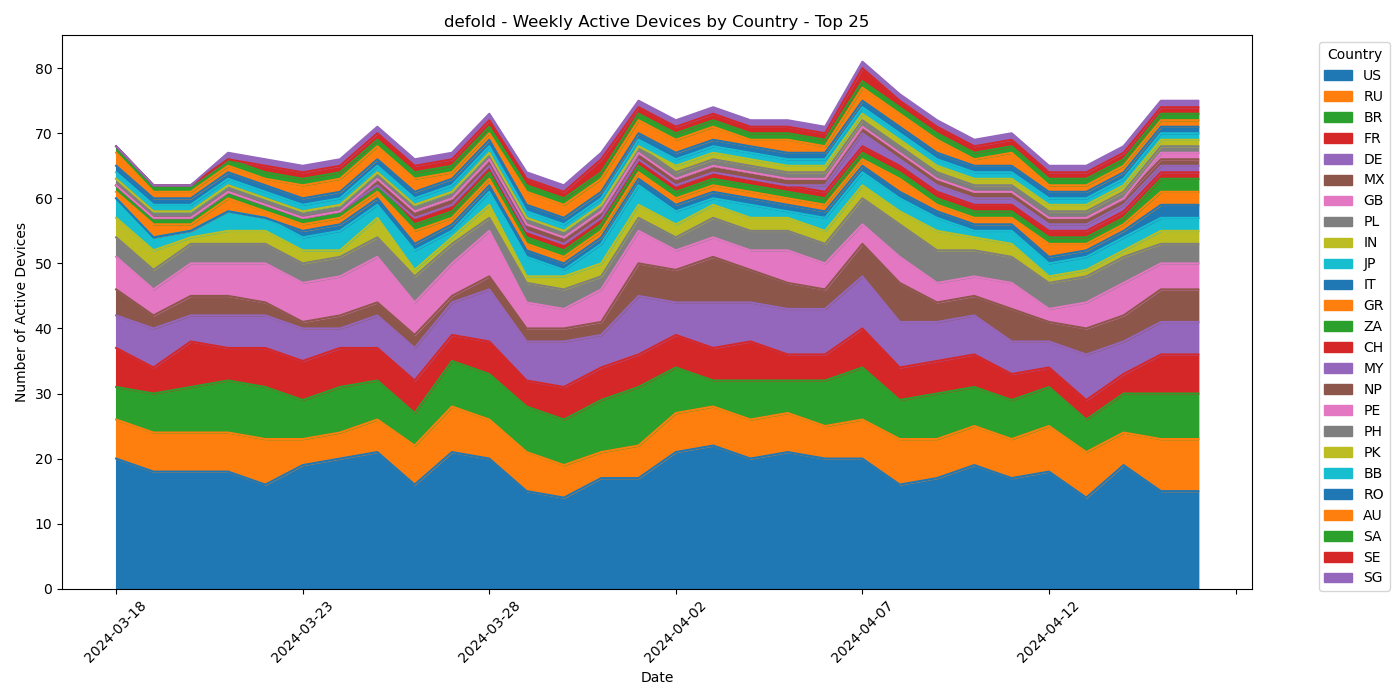 defold - Weekly Active Devices by Country - Top 25
Number of Active Devices
80
70
60
50
40
30
20
10
0
2024-03-18
2024-03-23
2024-03-28
2024-04-02
2024-04-07
2024-04-12
Date
Country
US
RU
BR
FR
DE
MX
GB
PL
IN
JP
IT
GR
ZA
CH
MY
NP
PE
PH
PK
BB
RO
AU
SA
SE
SG